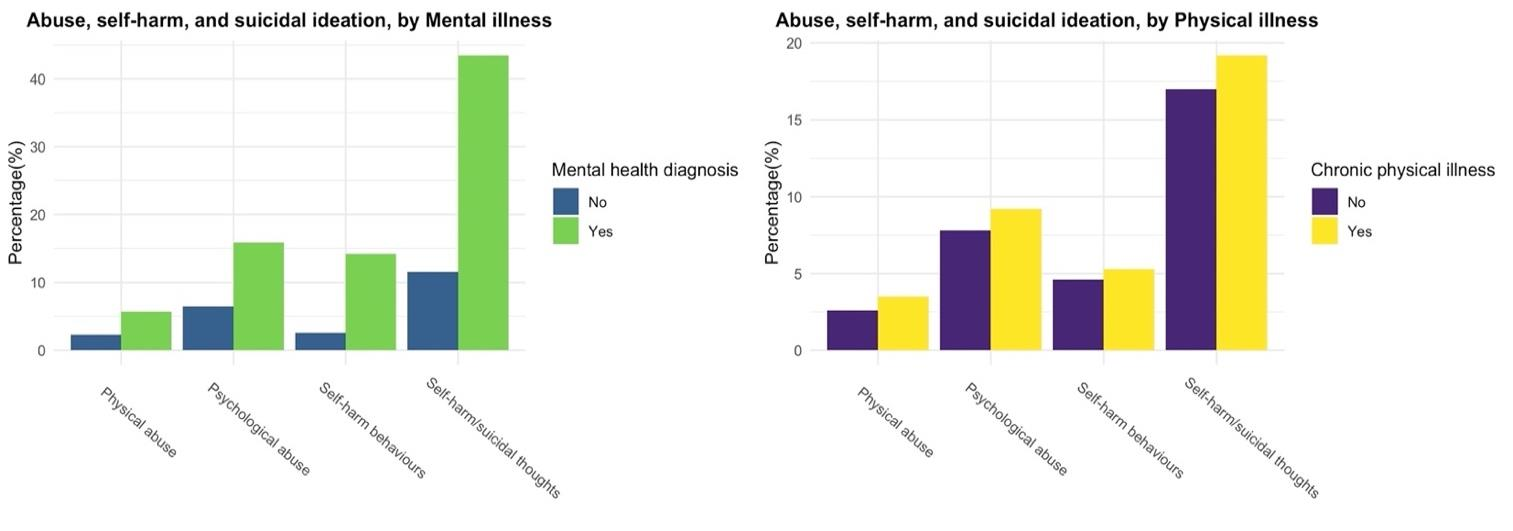 Abuse, self-harm, and suicidal ideation, by Mental illness
Percentage(%)
40
30
20
10
0
Physical abuse
Psychological abuse
Self-harm behaviours
Self-harm/suicidal thoughts
Mental health diagnosis
No
Yes
Abuse, self-harm, and suicidal ideation, by Physical illness
Percentage(%)
20
15
10
5
0
Physical abuse
Psychological abuse
Self-harm behaviours
Self-harm/suicidal thoughts
Chronic physical illness
No
Yes